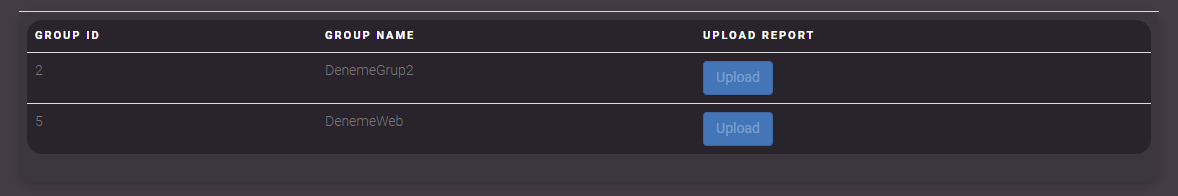 GROUP ID GROUP NAME UPLOAD REPORT
2 DenemeGrup2 Upload
5 DenemeWeb Upload